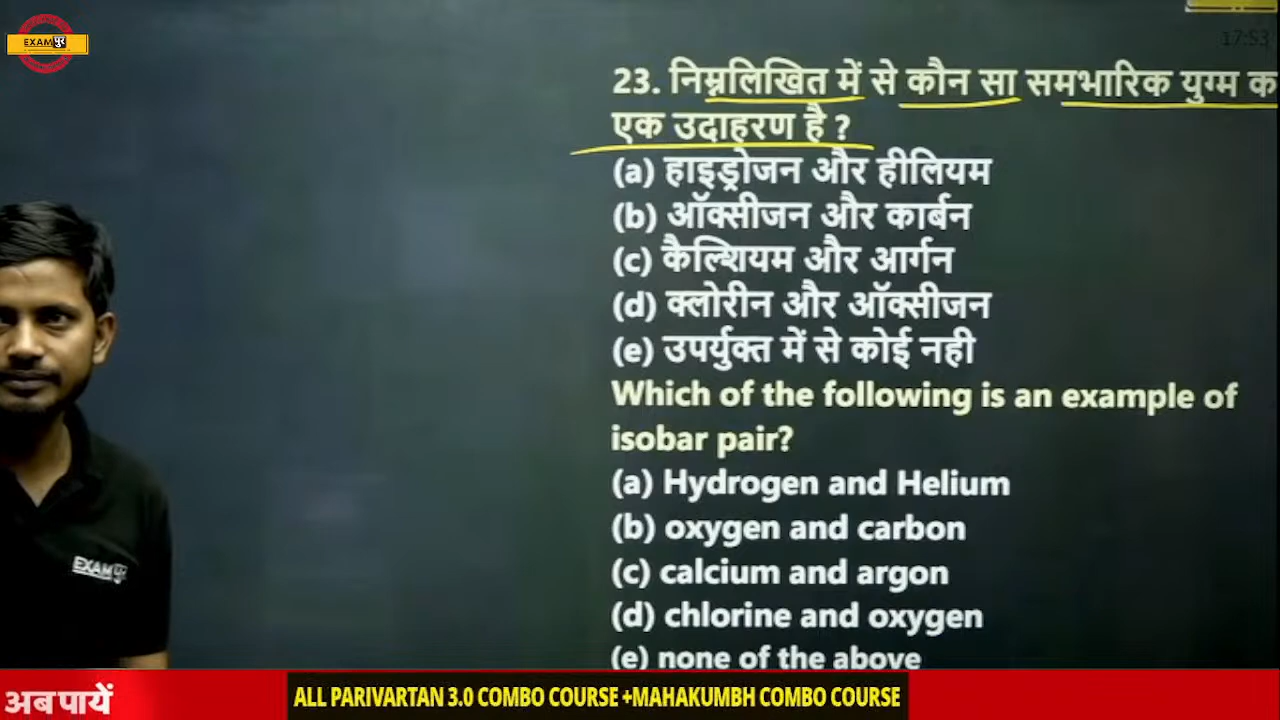 EXAMपुर
17:53
23. निम्नलिखित में से कौन सा समभारिक युग्म क
एक उदाहरण है ?
(a) हाइड्रोजन और हीलियम
(b) ऑक्सीजन और कार्बन
(c) कैल्शियम और आर्गन
(d) क्लोरीन और ऑक्सीजन
(e) उपर्युक्त में से कोई नही
Which of the following is an example of
isobar pair?
(a) Hydrogen and Helium
(b) oxygen and carbon
(c) calcium and argon
(d) chlorine and oxygen
(e) none of the above
EXAMपुर
अब पायें
ALL PARIVARTAN 3.0 COMBO COURSE +MAHAKUMBH COMBO COURSE